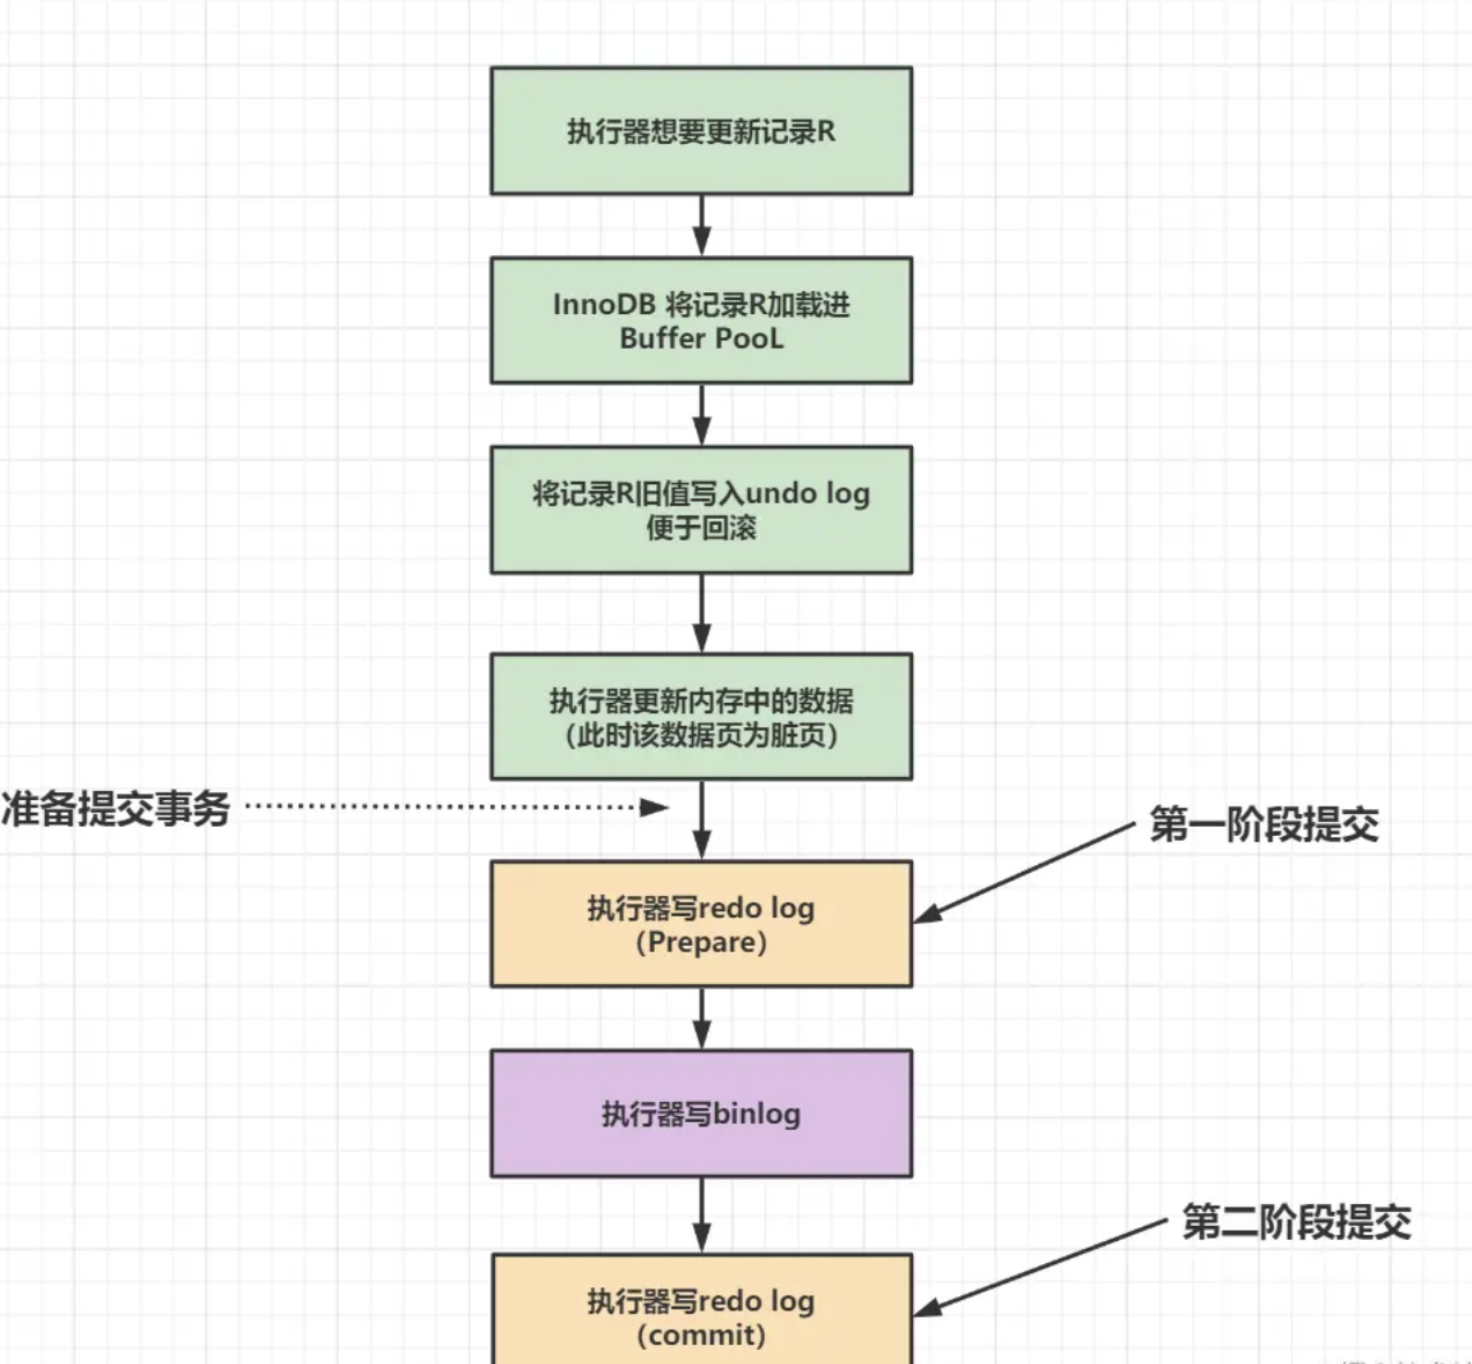 执行器想要更新记录R
InnoDB 将记录R加载进
Buffer PooL
将记录R旧值写入undo log
便于回滚
执行器更新内存中的数据
（此时该数据页为脏页）
准备提交事务
第一阶段提交
执行器写redo log
（Prepare）
执行器写binlog
第二阶段提交
执行器写redo log
（commit）